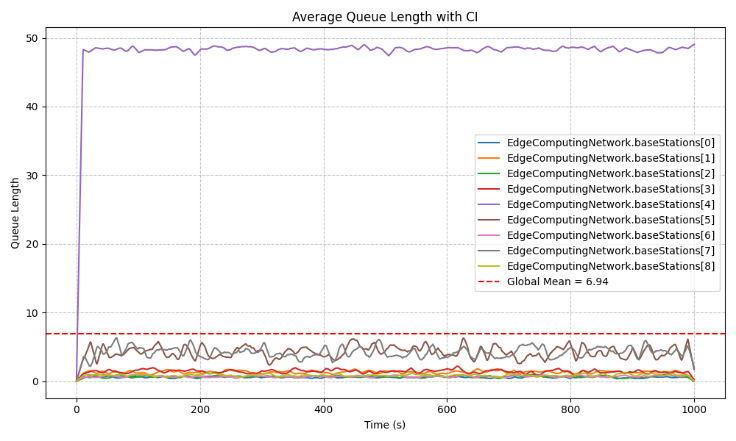 Average Queue Length with CI
Queue Length
50
40
30
20
10
0
EdgeComputingNetwork.baseStations[0]
EdgeComputingNetwork.baseStations[1]
EdgeComputingNetwork.baseStations[2]
EdgeComputingNetwork.baseStations[3]
EdgeComputingNetwork.baseStations[4]
EdgeComputingNetwork.baseStations[5]
EdgeComputingNetwork.baseStations[6]
EdgeComputingNetwork.baseStations[7]
EdgeComputingNetwork.baseStations[8]
Global Mean = 6.94
0 200 400 600 800 1000
Time (s)